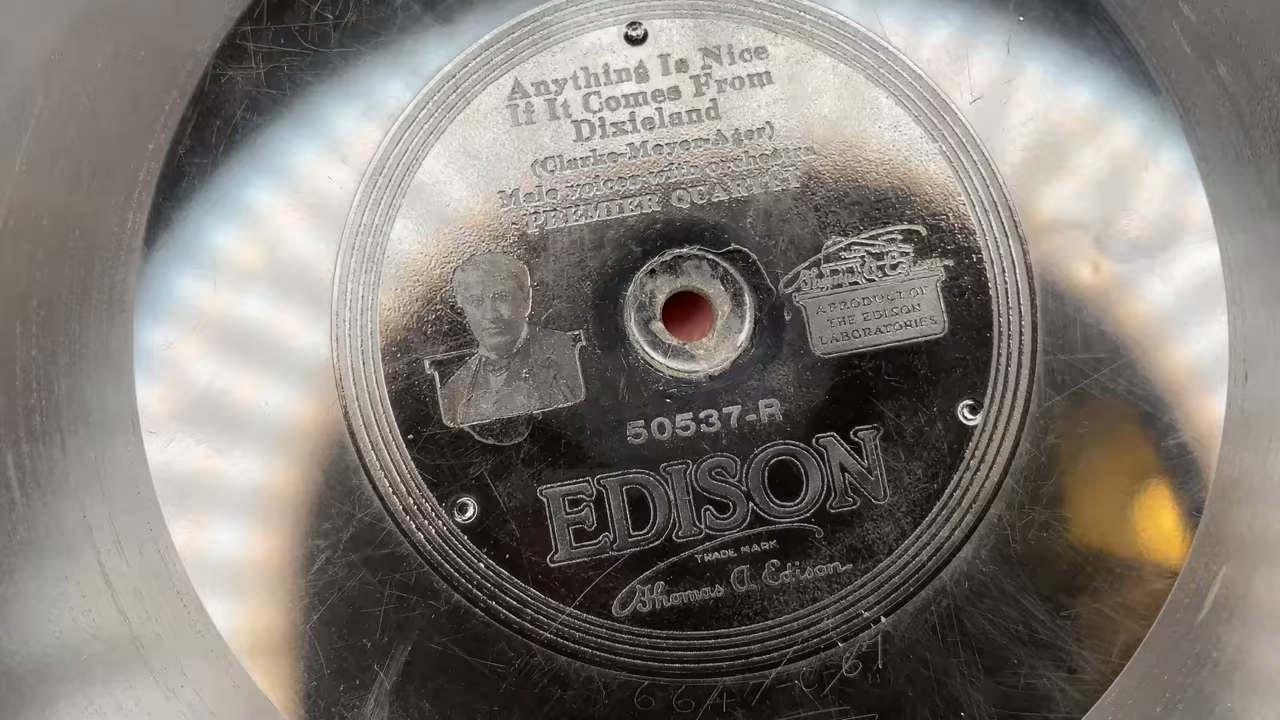 Anything Is Nice
If It Comes From
Dixieland
(Clarke-Meyer-Ager)
Male voices with orchestra
PREMIER QUARTET
A PRODUCT OF
THE EDISON
LABORATORIES
50537-R
EDISON
TRADE MARK
Thomas A. Edison